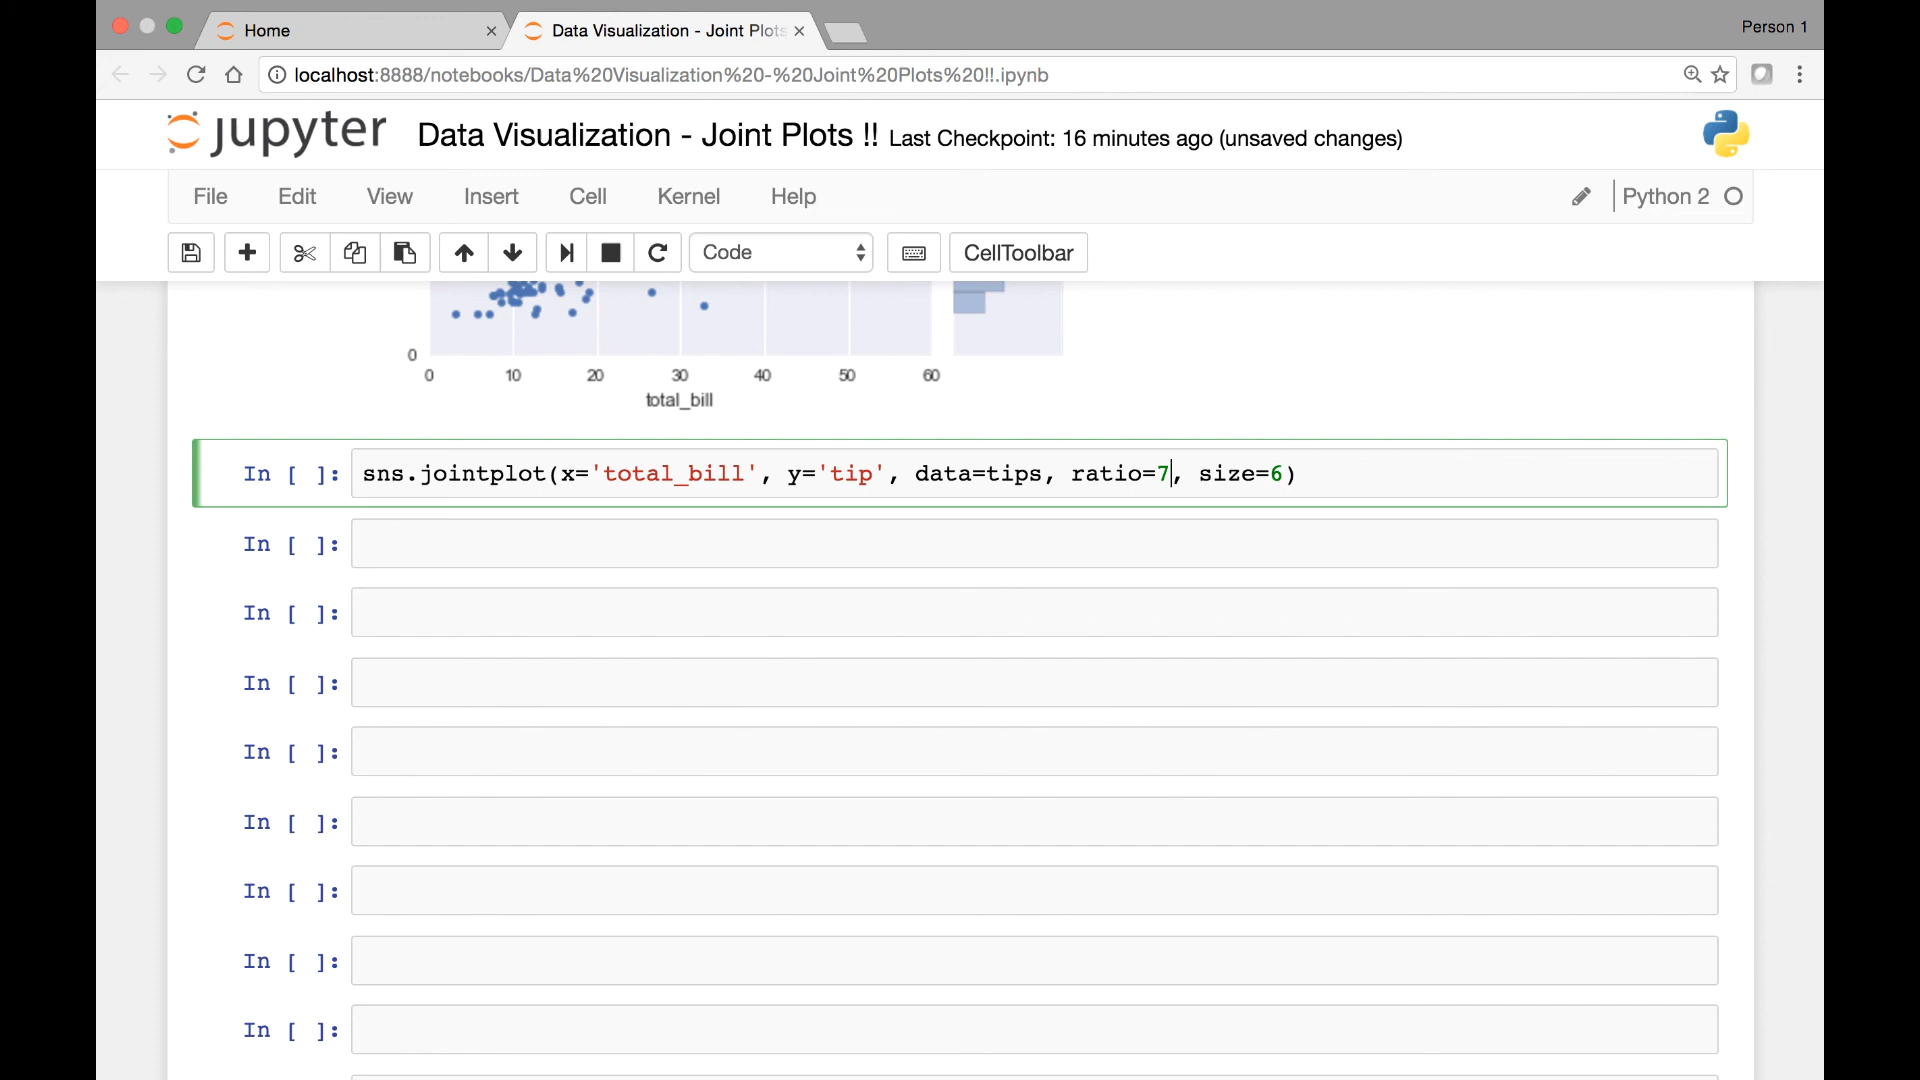 Home
Data Visualization - Joint Plots
Person 1
localhost:8888/notebooks/Data%20Visualization%20-%20Joint%20Plots%20!!.ipynb
jupyter Data Visualization - Joint Plots !! Last Checkpoint: 16 minutes ago (unsaved changes)
File Edit View Insert Cell Kernel Help Python 2
Code CellToolbar
0
0 10 20 30 40 50 60
total_bill
In [ ]: sns.jointplot(x='total_bill', y='tip', data=tips, ratio=7, size=6)
In [ ]:
In [ ]:
In [ ]:
In [ ]:
In [ ]:
In [ ]:
In [ ]:
In [ ]: